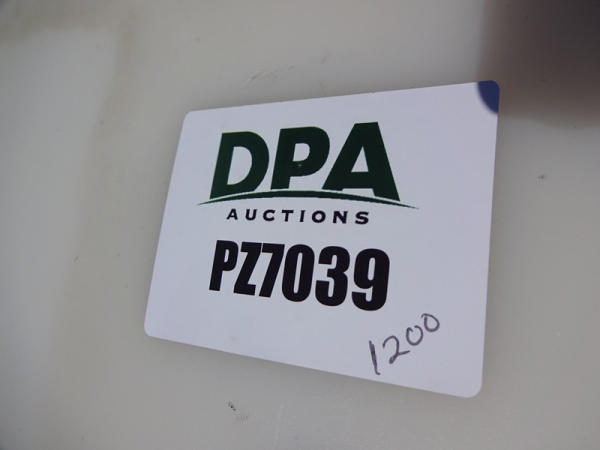 DPA
AUCTIONS
PZ7039
1200